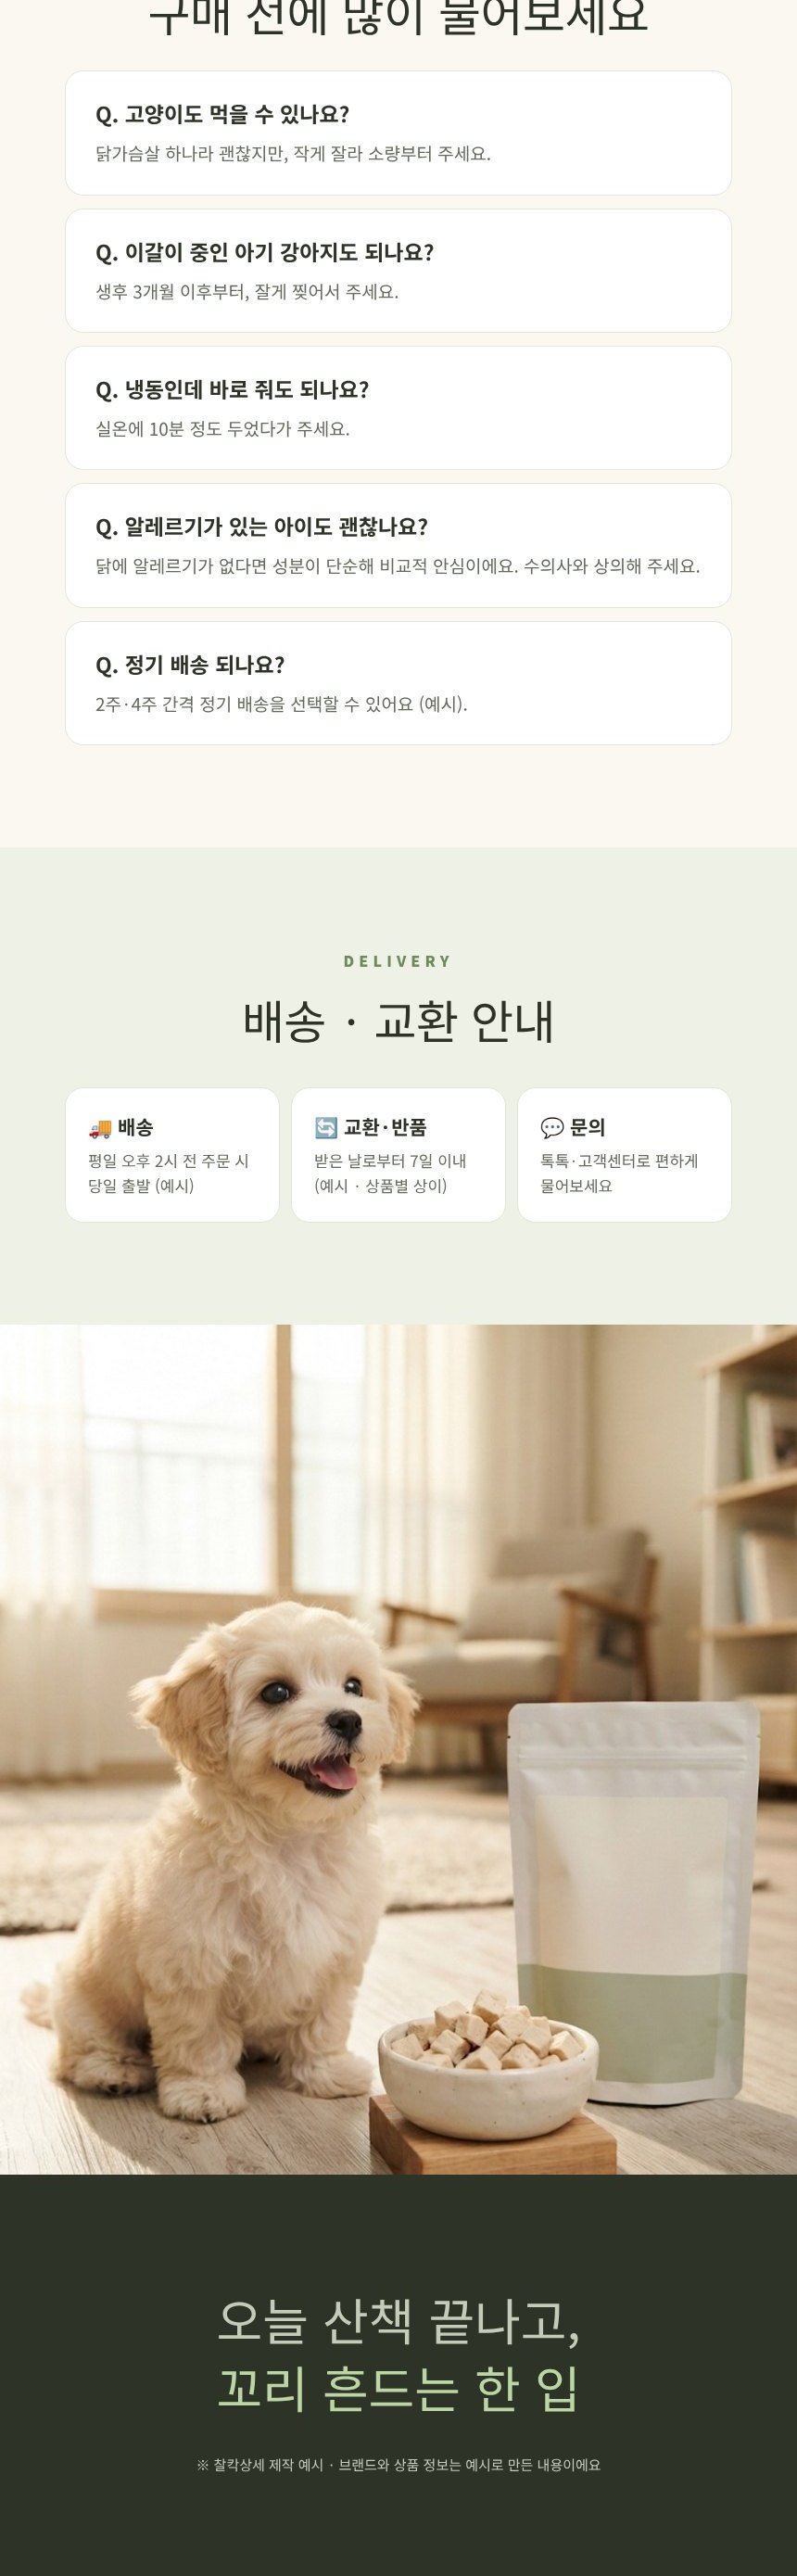 구매 전에 많이 물어보세요
Q. 고양이도 먹을 수 있나요?
닭가슴살 하나라 괜찮지만, 작게 잘라 소량부터 주세요.
Q. 이갈이 중인 아기 강아지도 되나요?
생후 3개월 이후부터, 잘게 찢어서 주세요.
Q. 냉동인데 바로 줘도 되나요?
실온에 10분 정도 두었다가 주세요.
Q. 알레르기가 있는 아이도 괜찮나요?
닭에 알레르기가 없다면 성분이 단순해 비교적 안심이에요. 수의사와 상의해 주세요.
Q. 정기 배송 되나요?
2주·4주 간격 정기 배송을 선택할 수 있어요 (예시).
DELIVERY
배송 · 교환 안내
🚚 배송
평일 오후 2시 전 주문 시
당일 출발 (예시)
🔄 교환·반품
받은 날로부터 7일 이내
(예시 · 상품별 상이)
💬 문의
톡톡·고객센터로 편하게
물어보세요
오늘 산책 끝나고,
꼬리 흔드는 한 입
※ 찰칵상세 제작 예시 · 브랜드와 상품 정보는 예시로 만든 내용이에요